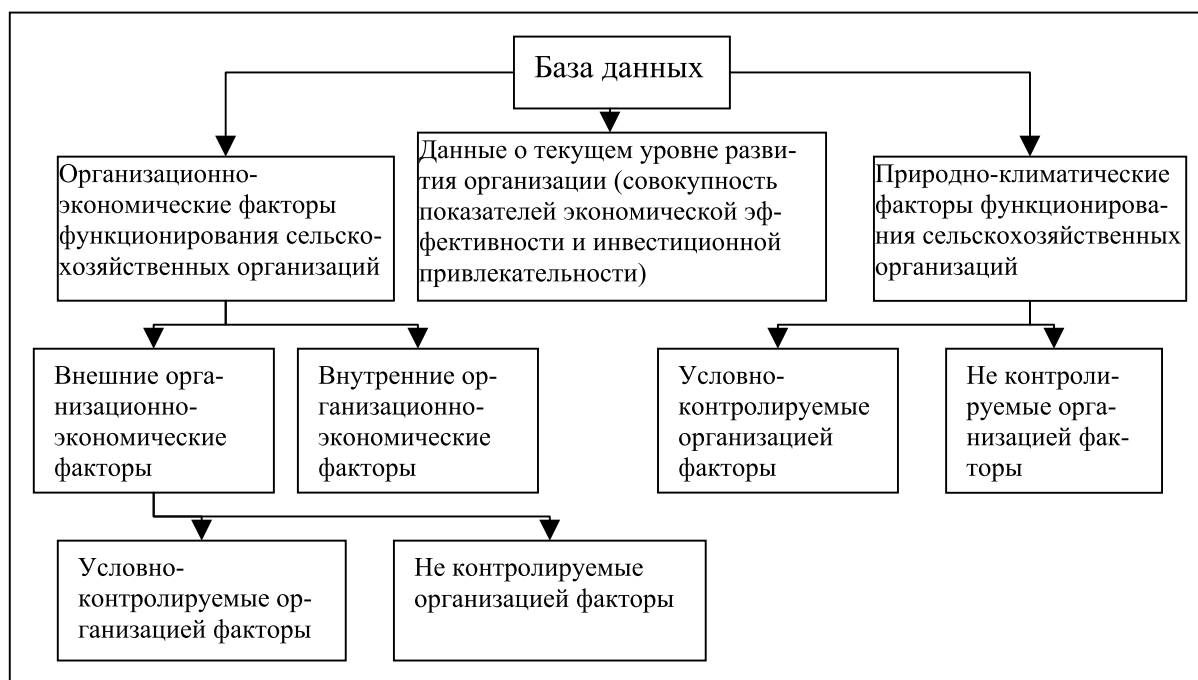 База данных
Организационно-
экономические факторы
функционирования сельско-
хозяйственных организаций
Данные о текущем уровне разви-
тия организации (совокупность
показателей экономической эф-
фективности и инвестиционной
привлекательности)
Природно-климатические
факторы функционирова-
ния сельскохозяйственных
организаций
Внешние орга-
низационно-
экономические
факторы
Внутренние ор-
ганизационно-
экономические
факторы
Условно-
контролируемые
организацией
факторы
Не контроли-
руемые орга-
низацией фак-
торы
Условно-
контролируемые ор-
ганизацией факторы
Не контролируемые
организацией факторы